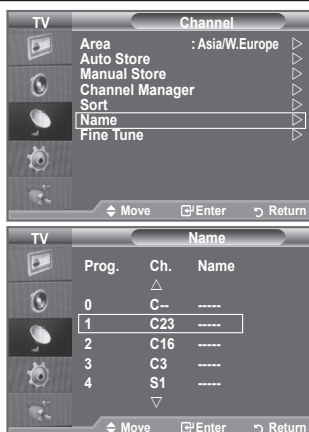 TV Channel
Area : Asia/W.Europe
Auto Store
Manual Store
Channel Manager
Sort
Name
Fine Tune
Move Enter Return
TV Name
Prog. Ch. Name
0 C-- -----
1 C23 -----
2 C16 -----
3 C3 -----
4 S1 -----
Move Enter Return